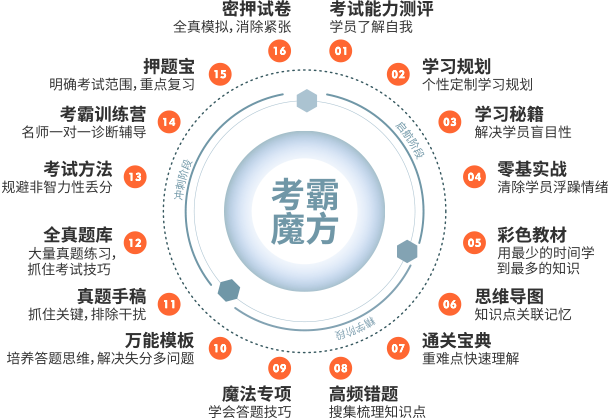 考霸
魔方
启航阶段
精学阶段
冲刺阶段
01
考试能力测评
学员了解自我
02
学习规划
个性定制学习规划
03
学习秘籍
解决学员盲目性
04
零基实战
清除学员浮躁情绪
05
彩色教材
用最少的时间学
到最多的知识
06
思维导图
知识点关联记忆
07
通关宝典
重难点快速理解
08
高频错题
搜集梳理知识点
09
魔法专项
学会答题技巧
10
万能模板
培养答题思维，解决失分多问题
11
真题手稿
抓住关键，排除干扰
12
全真题库
大量真题练习，
抓住考试技巧
13
考试方法
规避非智力性丢分
14
考霸训练营
名师一对一诊断辅导
15
押题宝
明确考试范围，重点复习
16
密押试卷
全真模拟，消除紧张